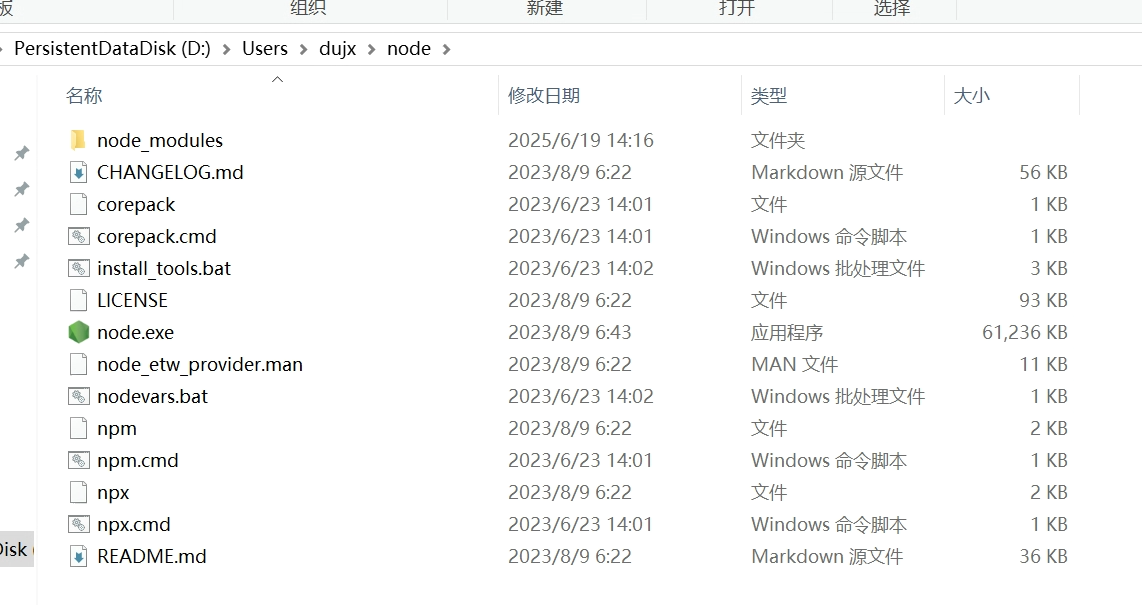 板 组织 新建 打开 选择
PersistentDataDisk (D:) > Users > dujx > node >
名称 修改日期 类型 大小
node_modules 2025/6/19 14:16 文件夹
CHANGELOG.md 2023/8/9 6:22 Markdown 源文件 56 KB
corepack 2023/6/23 14:01 文件 1 KB
corepack.cmd 2023/6/23 14:01 Windows 命令脚本 1 KB
install_tools.bat 2023/6/23 14:02 Windows 批处理文件 3 KB
LICENSE 2023/8/9 6:22 文件 93 KB
node.exe 2023/8/9 6:43 应用程序 61,236 KB
node_etw_provider.man 2023/8/9 6:22 MAN 文件 11 KB
nodevars.bat 2023/6/23 14:02 Windows 批处理文件 1 KB
npm 2023/8/9 6:22 文件 2 KB
npm.cmd 2023/6/23 14:01 Windows 命令脚本 1 KB
npx 2023/8/9 6:22 文件 2 KB
npx.cmd 2023/6/23 14:01 Windows 命令脚本 1 KB
Disk (
README.md 2023/8/9 6:22 Markdown 源文件 36 KB